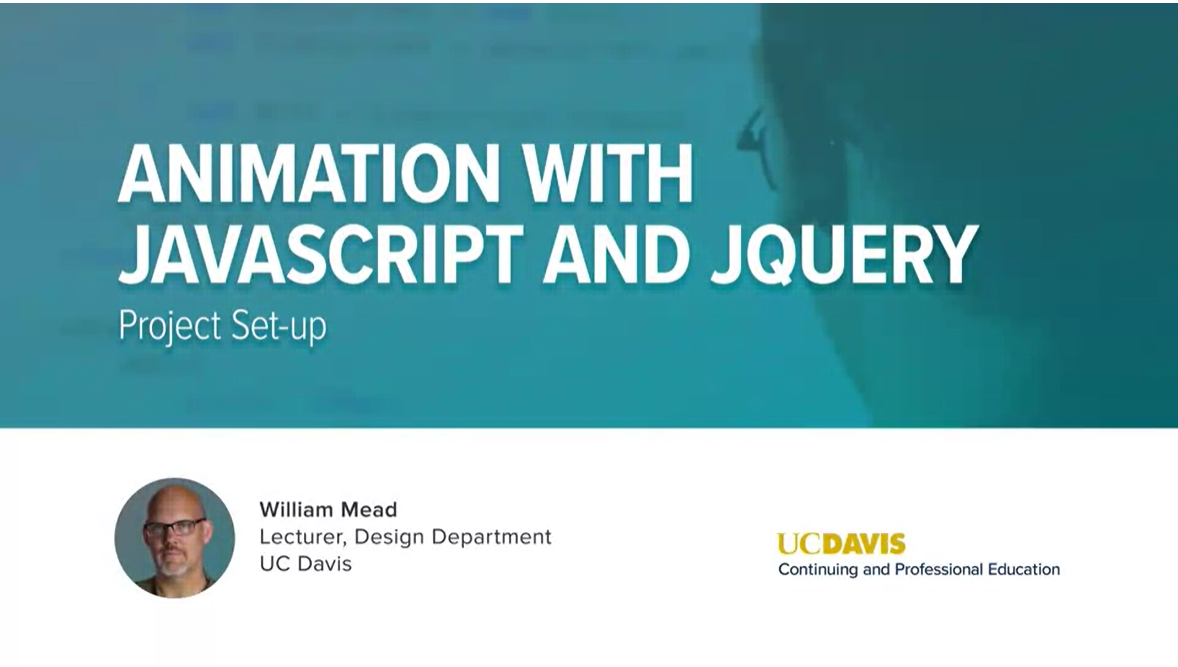 ANIMATION WITH
JAVASCRIPT AND JQUERY
Project Set-up
William Mead
Lecturer, Design Department
UC Davis
UCDAVIS
Continuing and Professional Education